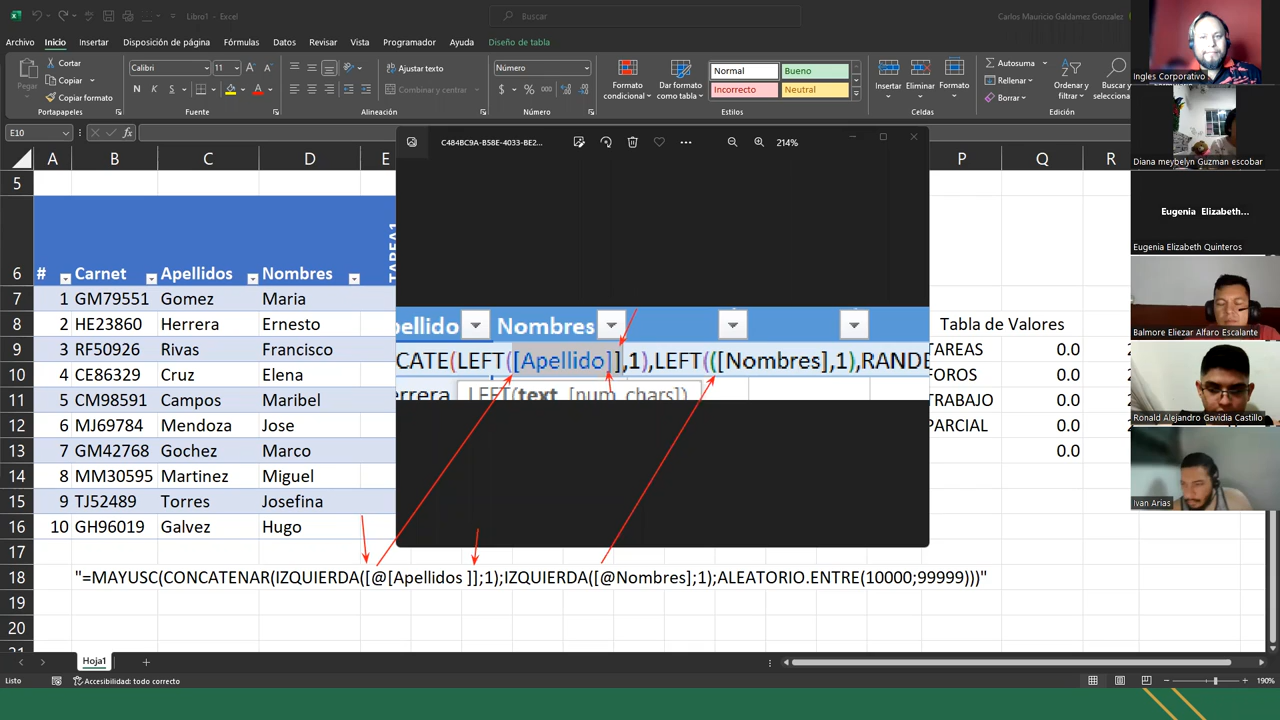 Libro1 - Excel
Buscar
Carlos Mauricio Galdamez Gonzalez
Archivo Inicio Insertar Disposición de página Fórmulas Datos Revisar Vista Programador Ayuda Diseño de tabla
Pegar
Cortar
Copiar
Copiar formato
Portapapeles
Calibri 11
N K S
Fuente
Ajustar texto
Combinar y centrar
Alineación
Número
$ % 000
Número
Formato condicional
Dar formato como tabla
Normal Bueno
Incorrecto Neutral
Estilos
Insertar Eliminar Formato
Celdas
Autosuma
Rellenar
Borrar
Ordenar y filtrar
Buscar y
selecciona
Edición
E10
fx
A B C D E P Q R
5
6 # Carnet Apellidos Nombres TAREA1
7 1 GM79551 Gomez Maria
8 2 HE23860 Herrera Ernesto Tabla de Valores
9 3 RF50926 Rivas Francisco TAREAS 0.0
10 4 CE86329 Cruz Elena FOROS 0.0
11 5 CM98591 Campos Maribel TRABAJO 0.0
12 6 MJ69784 Mendoza Jose PARCIAL 0.0
13 7 GM42768 Gochez Marco 0.0
14 8 MM30595 Martinez Miguel
15 9 TJ52489 Torres Josefina
16 10 GH96019 Galvez Hugo
17
18 "=MAYUSC(CONCATENAR(IZQUIERDA([@[Apellidos ]];1);IZQUIERDA([@Nombres];1);ALEATORIO.ENTRE(10000;99999)))"
19
20
C484BC9A-B58E-4033-BE2...
214%
pellido Nombres
CATE(LEFT([Apellido]],1),LEFT(([Nombres],1),RANDE
errera LEFT(text, [num_chars])
Hoja1
Listo
Accesibilidad: todo correcto
190%
Ingles Corporativo
Diana meybelyn Guzman escobar
Eugenia Elizabeth...
Eugenia Elizabeth Quinteros
Balmore Eliezar Alfaro Escalante
Ronald Alejandro Gavidia Castillo
Ivan Arias